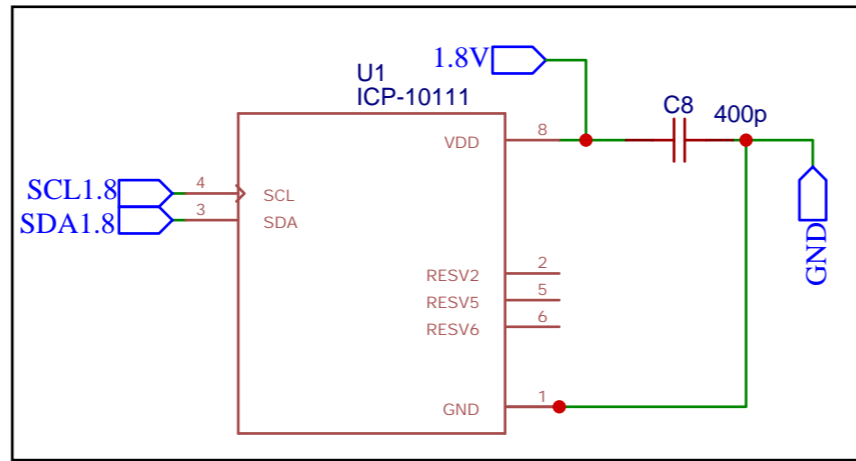 1.8V
U1
ICP-10111
C8
400p
VDD
8
SCL1.8
4
SCL
SDA1.8
3
SDA
RESV2
2
RESV5
5
RESV6
6
GND
GND
1